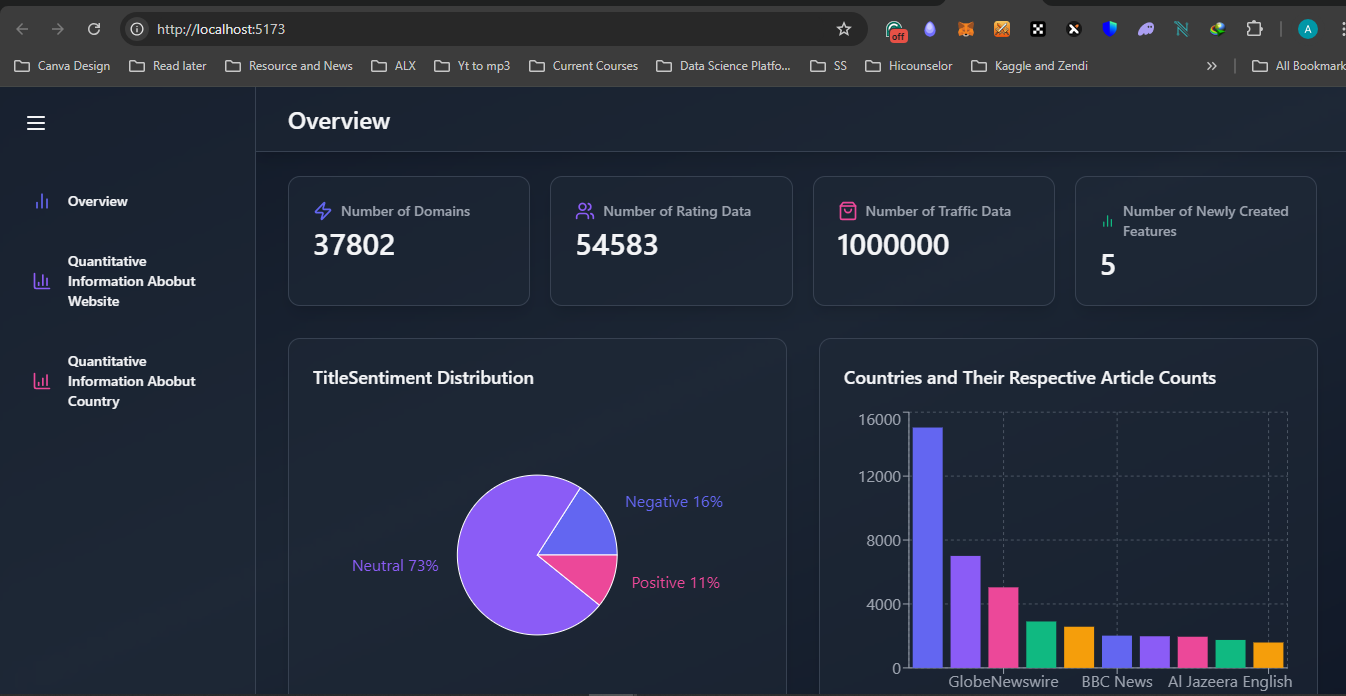 http://localhost:5173
off
A
Canva Design
Read later
Resource and News
ALX
Yt to mp3
Current Courses
Data Science Platfo...
SS
Hicounselor
Kaggle and Zendi
All Bookmark
Overview
Overview
Quantitative
Information Abobut
Website
Quantitative
Information Abobut
Country
Number of Domains
37802
Number of Rating Data
54583
Number of Traffic Data
1000000
Number of Newly Created
Features
5
TitleSentiment Distribution
Negative 16%
Neutral 73%
Positive 11%
Countries and Their Respective Article Counts
16000
12000
8000
4000
0
GlobeNewswire
BBC News
Al Jazeera English